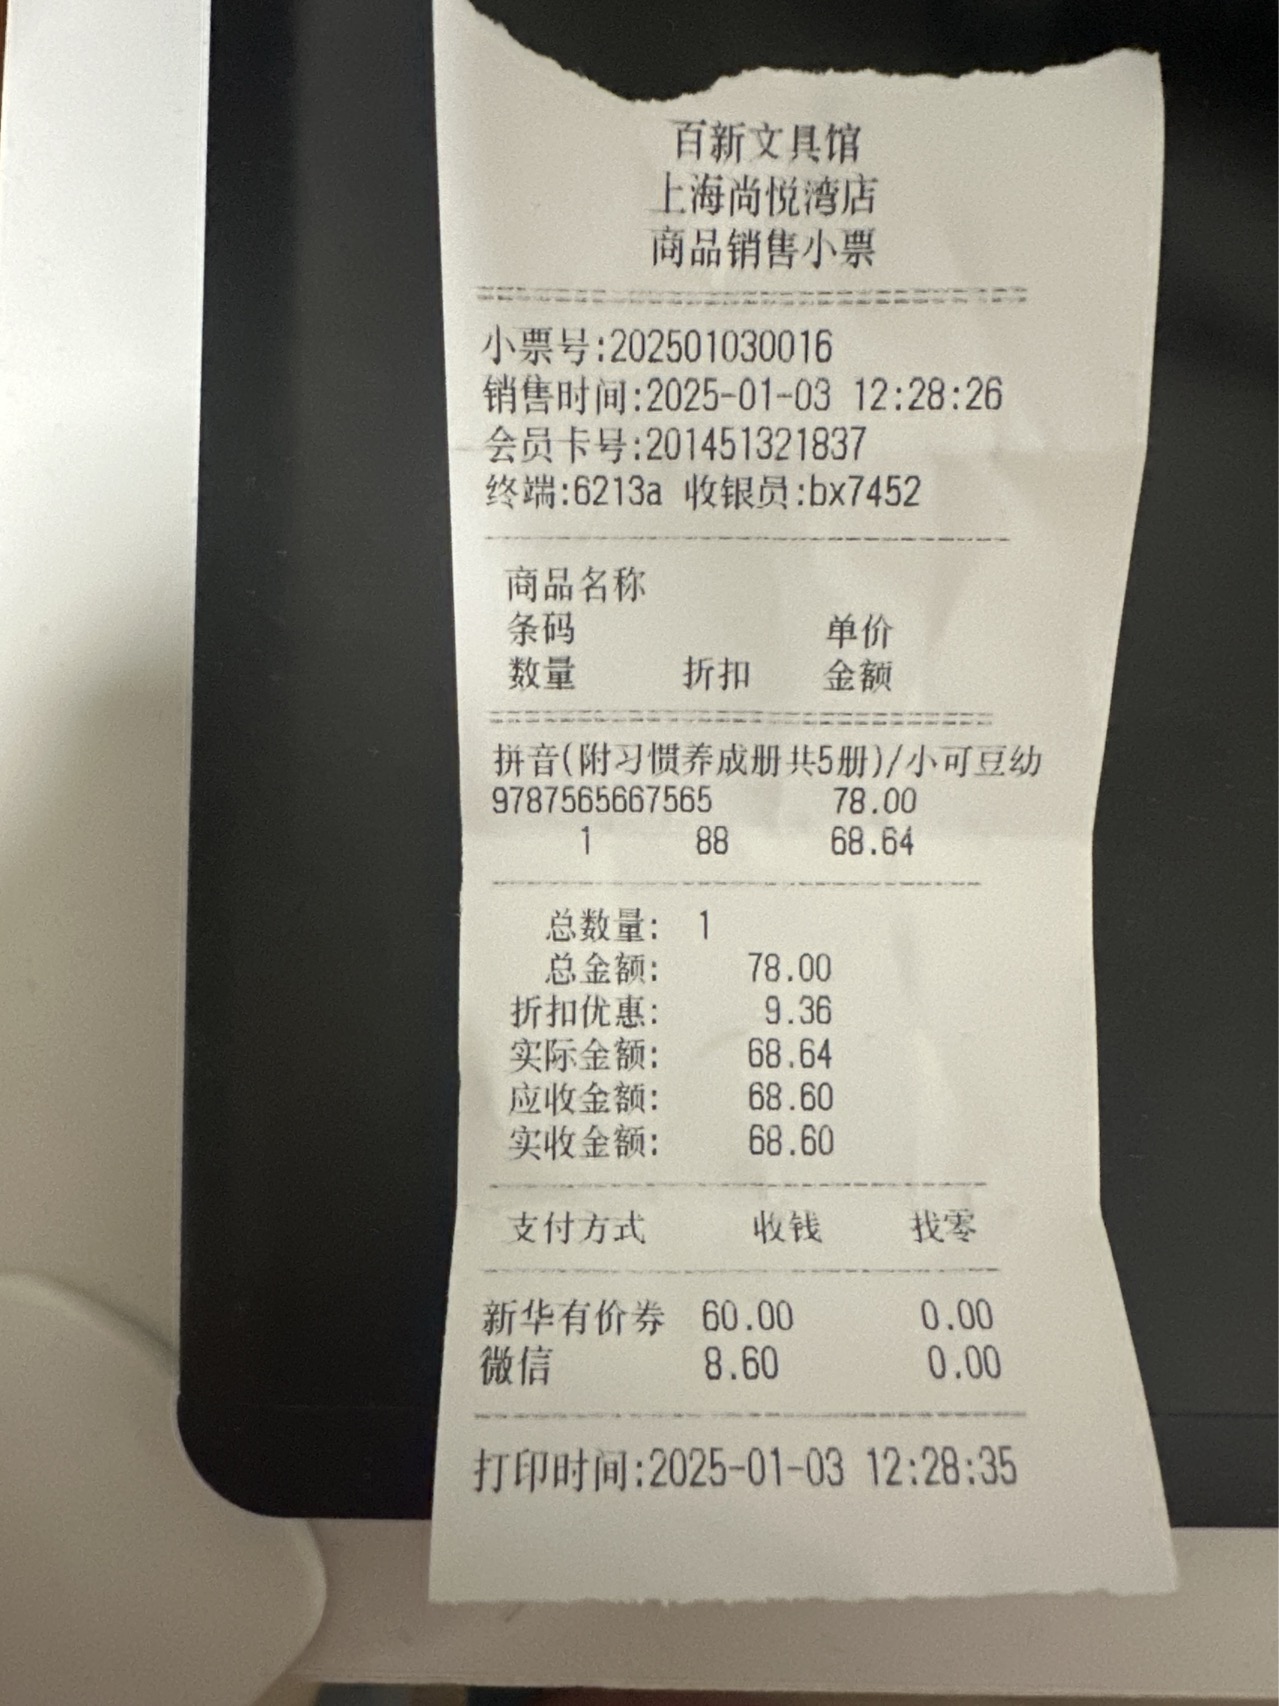 百新文具馆
上海尚悦湾店
商品销售小票
小票号:202501030016
销售时间:2025-01-03 12:28:26
会员卡号:201451321837
终端:6213a 收银员:bx7452
商品名称
条码 单价
数量 折扣 金额
拼音(附习惯养成册共5册)/小可豆幼
9787565667565 78.00
1 88 68.64
总数量: 1
总金额: 78.00
折扣优惠: 9.36
实际金额: 68.64
应收金额: 68.60
实收金额: 68.60
支付方式 收钱 找零
新华有价券 60.00 0.00
微信 8.60 0.00
打印时间:2025-01-03 12:28:35